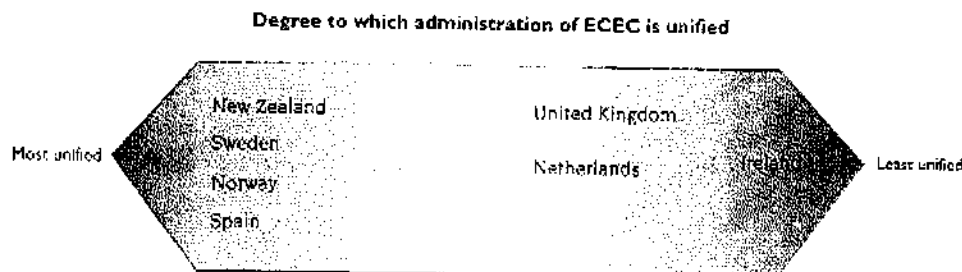 Degree to which administration of ECEC is unified
New Zealand
United Kingdom
Sweden
Most unified
Netherlands
Ireland
Least unified
Norway
Spain